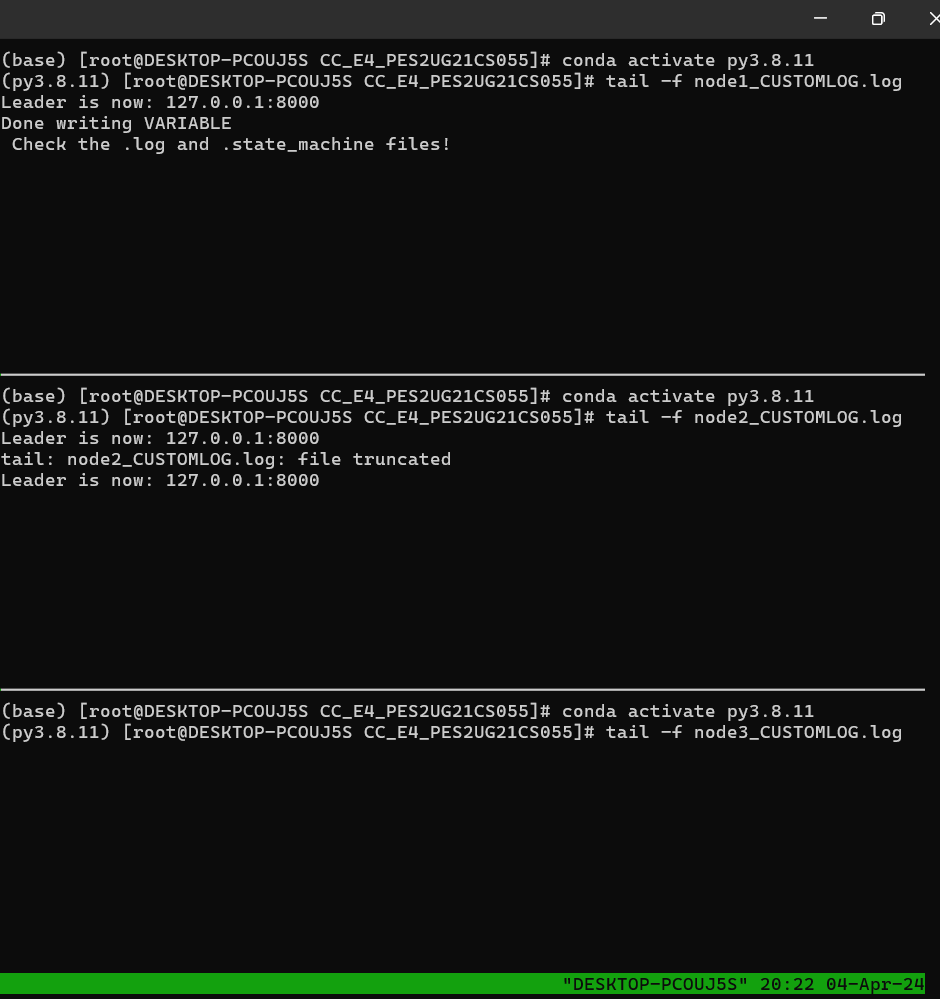 (base) [root@DESKTOP-PCOUJ5S CC_E4_PES2UG21CS055]# conda activate py3.8.11
(py3.8.11) [root@DESKTOP-PCOUJ5S CC_E4_PES2UG21CS055]# tail -f node1_CUSTOMLOG.log
Leader is now: 127.0.0.1:8000
Done writing VARIABLE
 Check the .log and .state_machine files!
(base) [root@DESKTOP-PCOUJ5S CC_E4_PES2UG21CS055]# conda activate py3.8.11
(py3.8.11) [root@DESKTOP-PCOUJ5S CC_E4_PES2UG21CS055]# tail -f node2_CUSTOMLOG.log
Leader is now: 127.0.0.1:8000
tail: node2_CUSTOMLOG.log: file truncated
Leader is now: 127.0.0.1:8000
(base) [root@DESKTOP-PCOUJ5S CC_E4_PES2UG21CS055]# conda activate py3.8.11
(py3.8.11) [root@DESKTOP-PCOUJ5S CC_E4_PES2UG21CS055]# tail -f node3_CUSTOMLOG.log
"DESKTOP-PCOUJ5S" 20:22 04-Apr-24